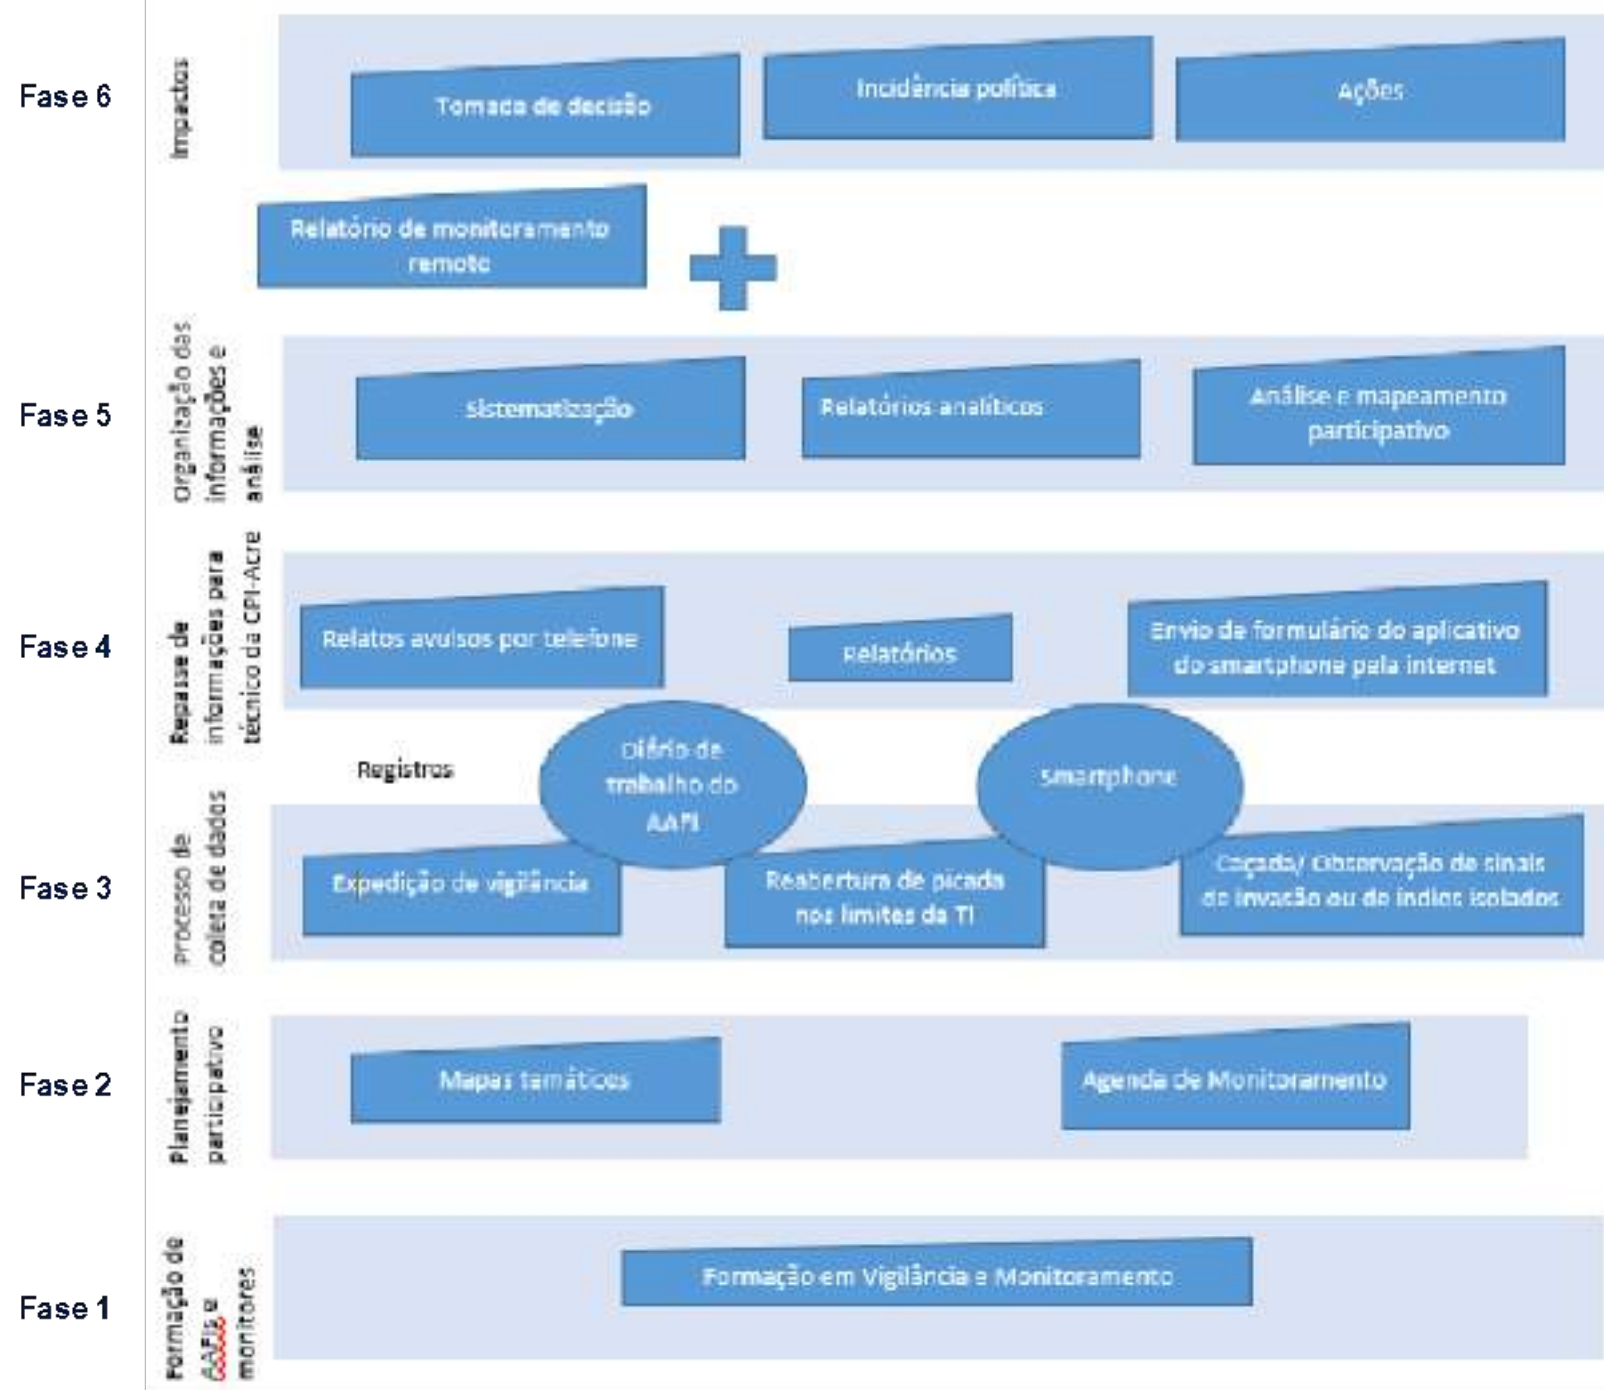 Fase 6
Impactos
Tomada de decisão
Incidência política
Ações
Relatório de monitoramento
remoto
Fase 5
Organização das
informações e
análise
Sistematização
Relatórios analíticos
Análise e mapeamento
participativo
Fase 4
Repasse de
informações para
técnico da CPI-Acre
Relatos avulsos por telefone
Relatórios
Envio de formulário do aplicativo
do smartphone pela internet
Registros
Diário de
trabalho do
AAFI
Smartphone
Fase 3
Processo de
coleta de dados
Expedição de vigilância
Reabertura de picada
nos limites da TI
Caçada/ Observação de sinais
de invasão ou de índios isolados
Fase 2
Planejamento
participativo
Mapas temáticos
Agenda de Monitoramento
Fase 1
Formação de
AAFIs e
monitores
Formação em Vigilância e Monitoramento